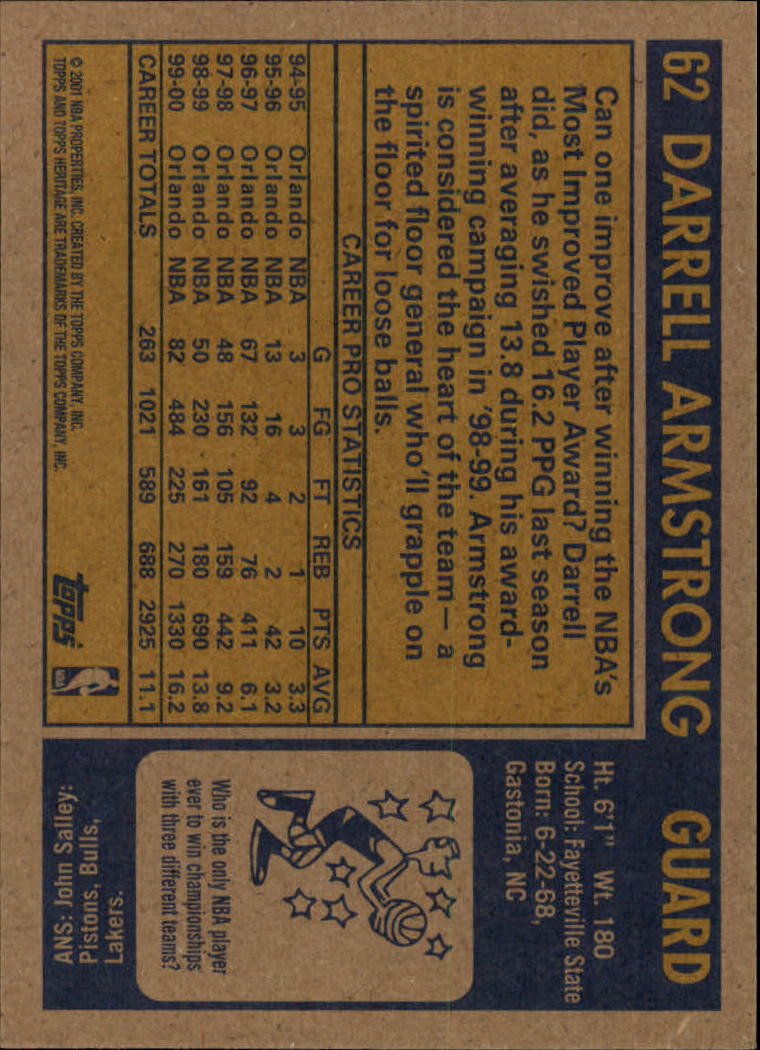 62 DARRELL ARMSTRONG GUARD
Can one improve after winning the NBA's
Most Improved Player Award? Darrell
did, as he swished 16.2 PPG last season
after averaging 13.8 during his award-
winning campaign in '98-99. Armstrong
is considered the heart of the team— a
spirited floor general who'll grapple on
the floor for loose balls.
CAREER PRO STATISTICS
G FG FT REB PTS AVG
94-95 Orlando NBA 3 3 2 1 10 3.3
95-96 Orlando NBA 13 16 4 2 42 3.2
96-97 Orlando NBA 67 132 92 76 411 6.1
97-98 Orlando NBA 48 156 105 159 442 9.2
98-99 Orlando NBA 50 230 161 180 690 13.8
99-00 Orlando NBA 82 484 225 270 1330 16.2
CAREER TOTALS 263 1021 589 688 2925 11.1
© 2001 NBA PROPERTIES, INC. CREATED BY THE TOPPS COMPANY, INC.
TOPPS AND TOPPS HERITAGE ARE TRADEMARKS OF THE TOPPS COMPANY, INC.
Topps
NBA
Ht. 6'1" Wt. 180
School: Fayetteville State
Born: 6-22-68,
Gastonia, NC
Who is the only NBA player
ever to win championships
with three different teams?
ANS: John Salley:
Pistons, Bulls,
Lakers.